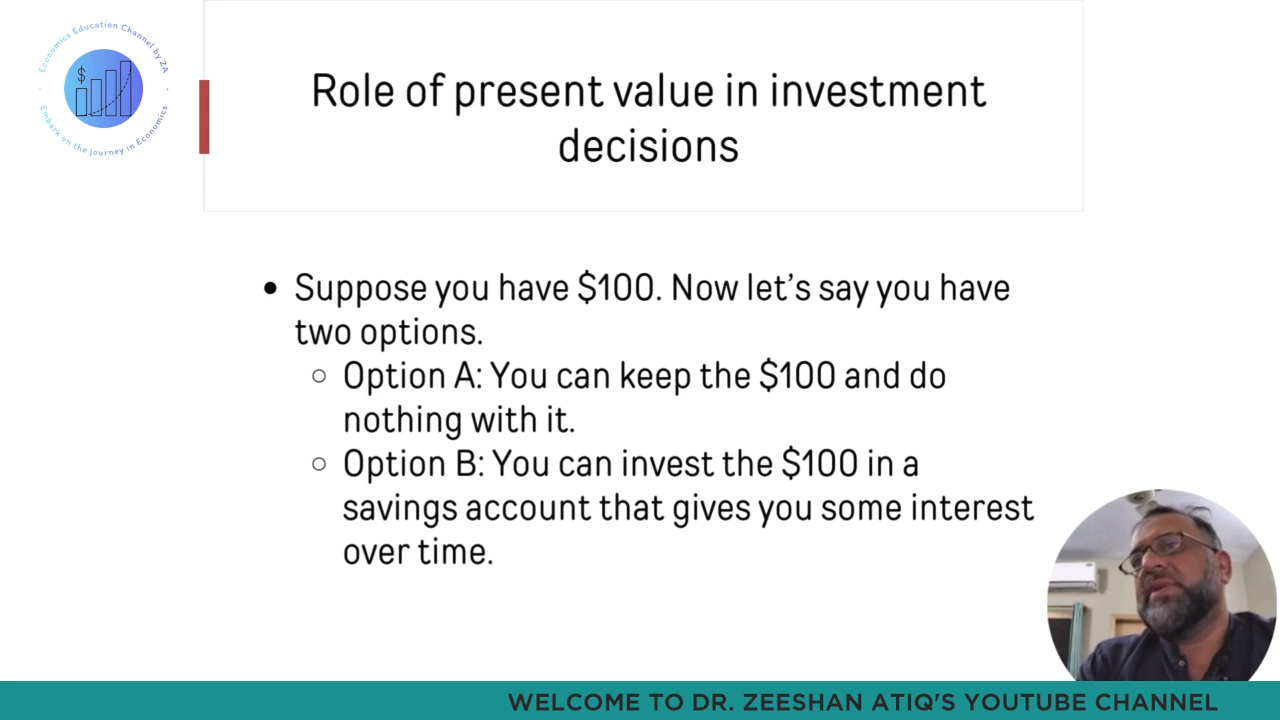 Economics Education Channel by ZA
$
Embark on the journey in Economics
Role of present value in investment
decisions
• Suppose you have $100. Now let’s say you have
two options.
○ Option A: You can keep the $100 and do
nothing with it.
○ Option B: You can invest the $100 in a
savings account that gives you some interest
over time.
WELCOME TO DR. ZEESHAN ATIQ'S YOUTUBE CHANNEL